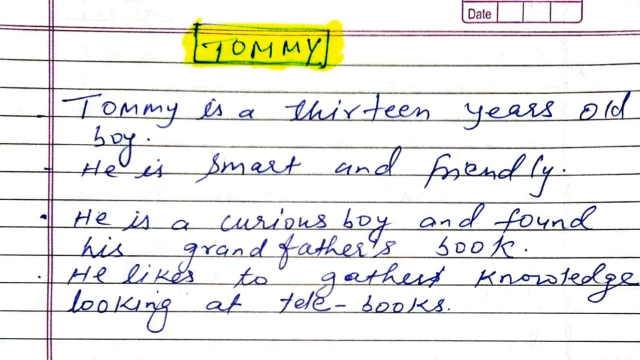 Date
TOMMY
- Tommy is a thirteen years old
boy.
- He is smart and friendly.
• He is a curious boy and found
his grandfather's book.
• He likes to gather knowledge
looking at tele-books.